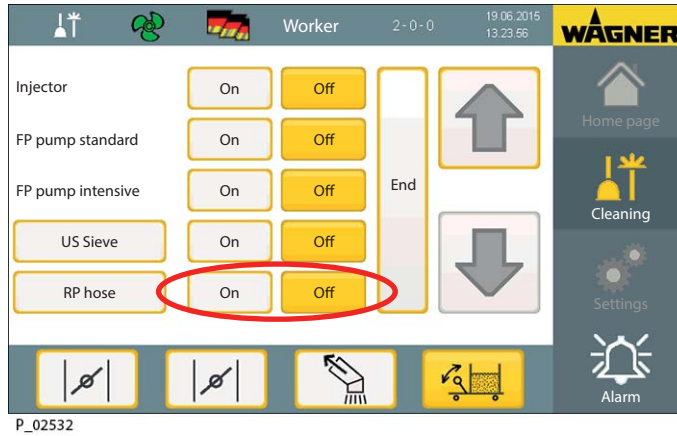 Worker
2-0-0
19.06.2015
13.23.56
WAGNER
Injector
On
Off
FP pump standard
On
Off
FP pump intensive
On
Off
US Sieve
On
Off
RP hose
On
Off
End
Home page
Cleaning
Settings
Alarm
P_02532